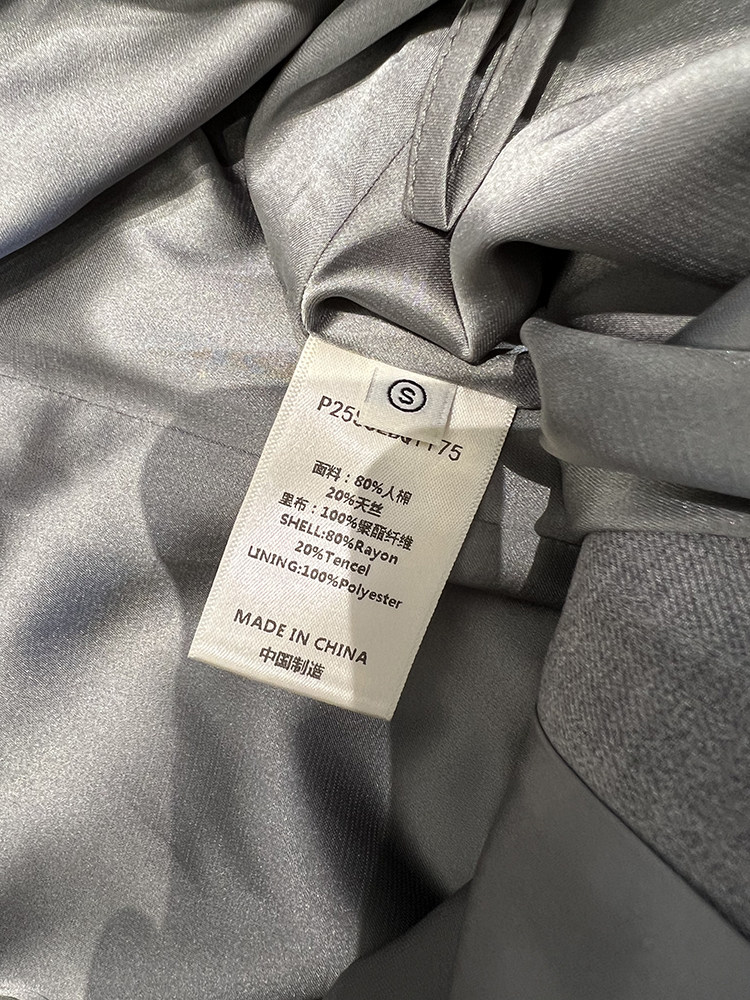 S
面料：80%人棉
20%天丝
里布：100%聚酯纤维
SHELL:80%Rayon
20%Tencel
LINING:100%Polyester
MADE IN CHINA
中国制造